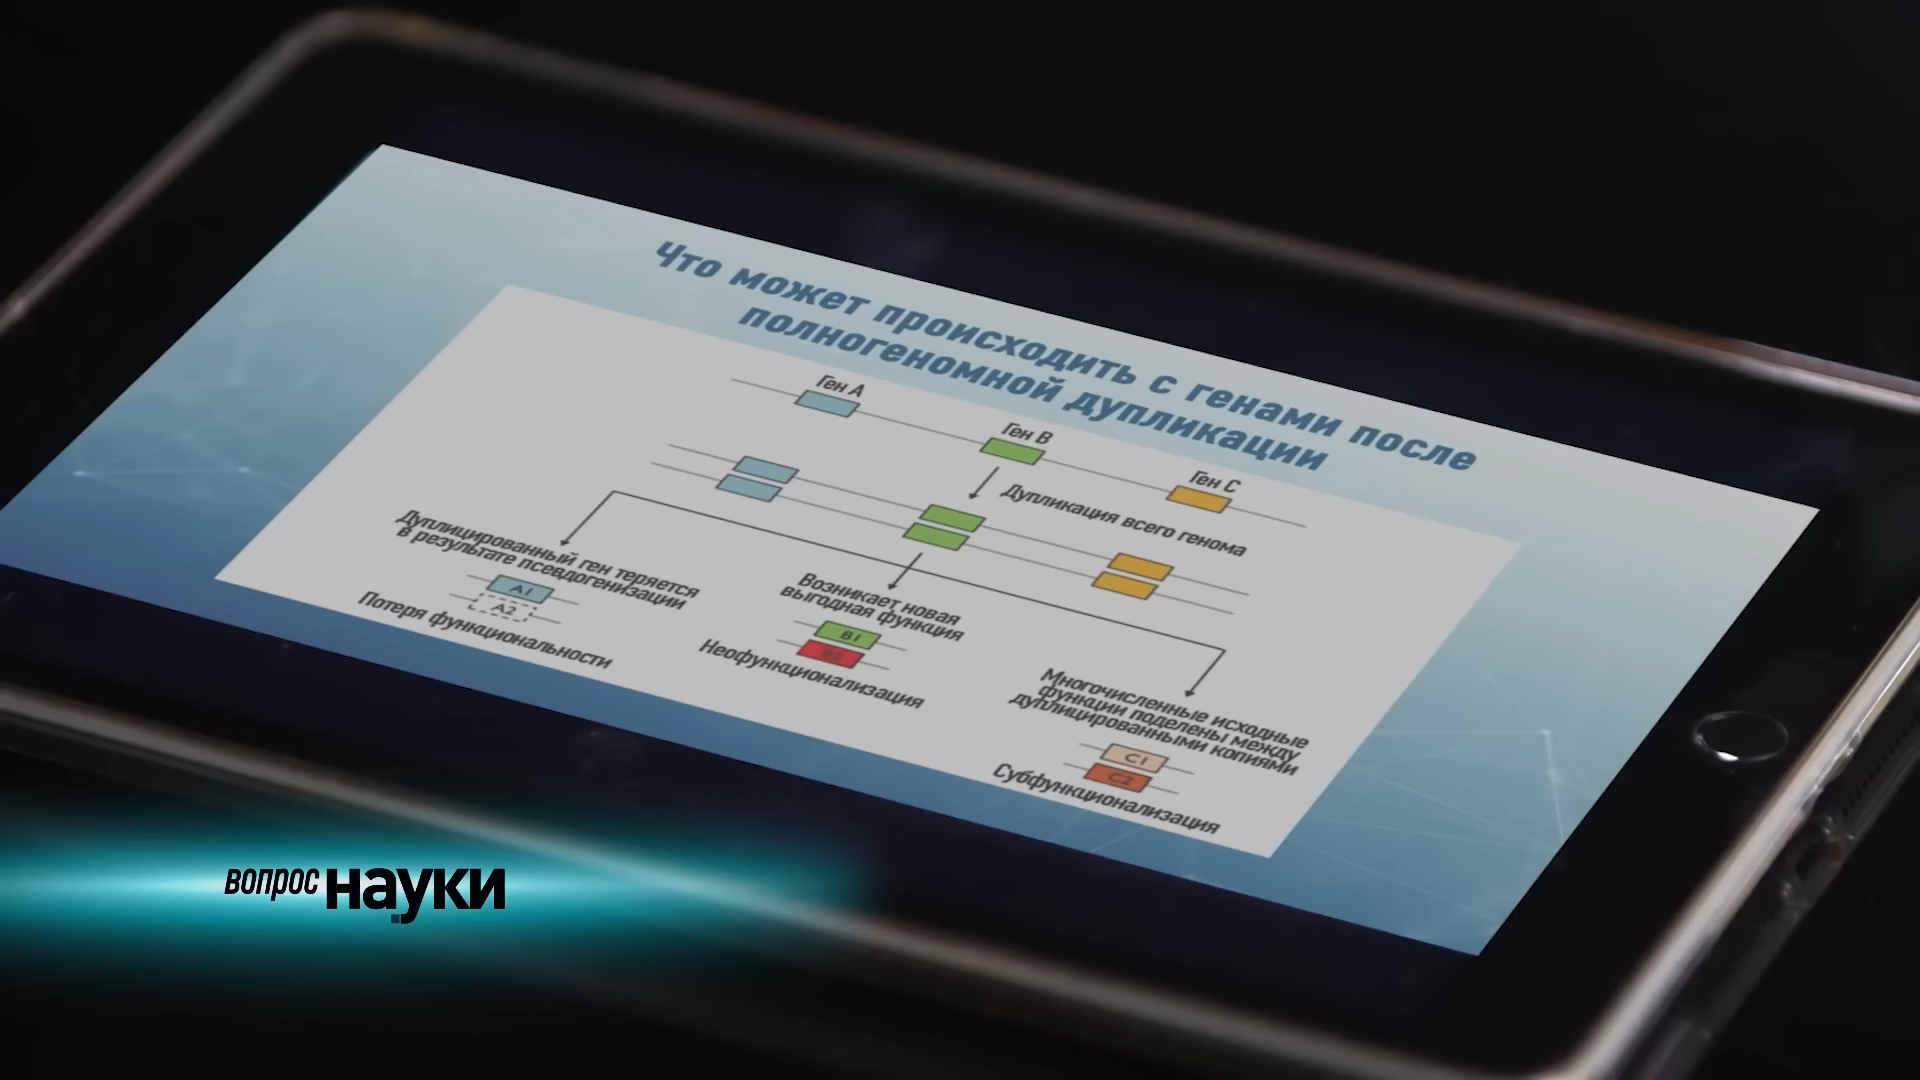 Что может происходить с генами после
полногеномной дупликации
Ген A
Ген B
Ген C
Дупликация всего генома
Дуплицированный ген теряется
в результате псевдогенизации
A1
A2
Потеря функциональности
Возникает новая
выгодная функция
B1
Неофункционализация
Многочисленные исходные
функции поделены между
дуплицированными копиями
C1
C2
Субфункционализация
вопрос науки